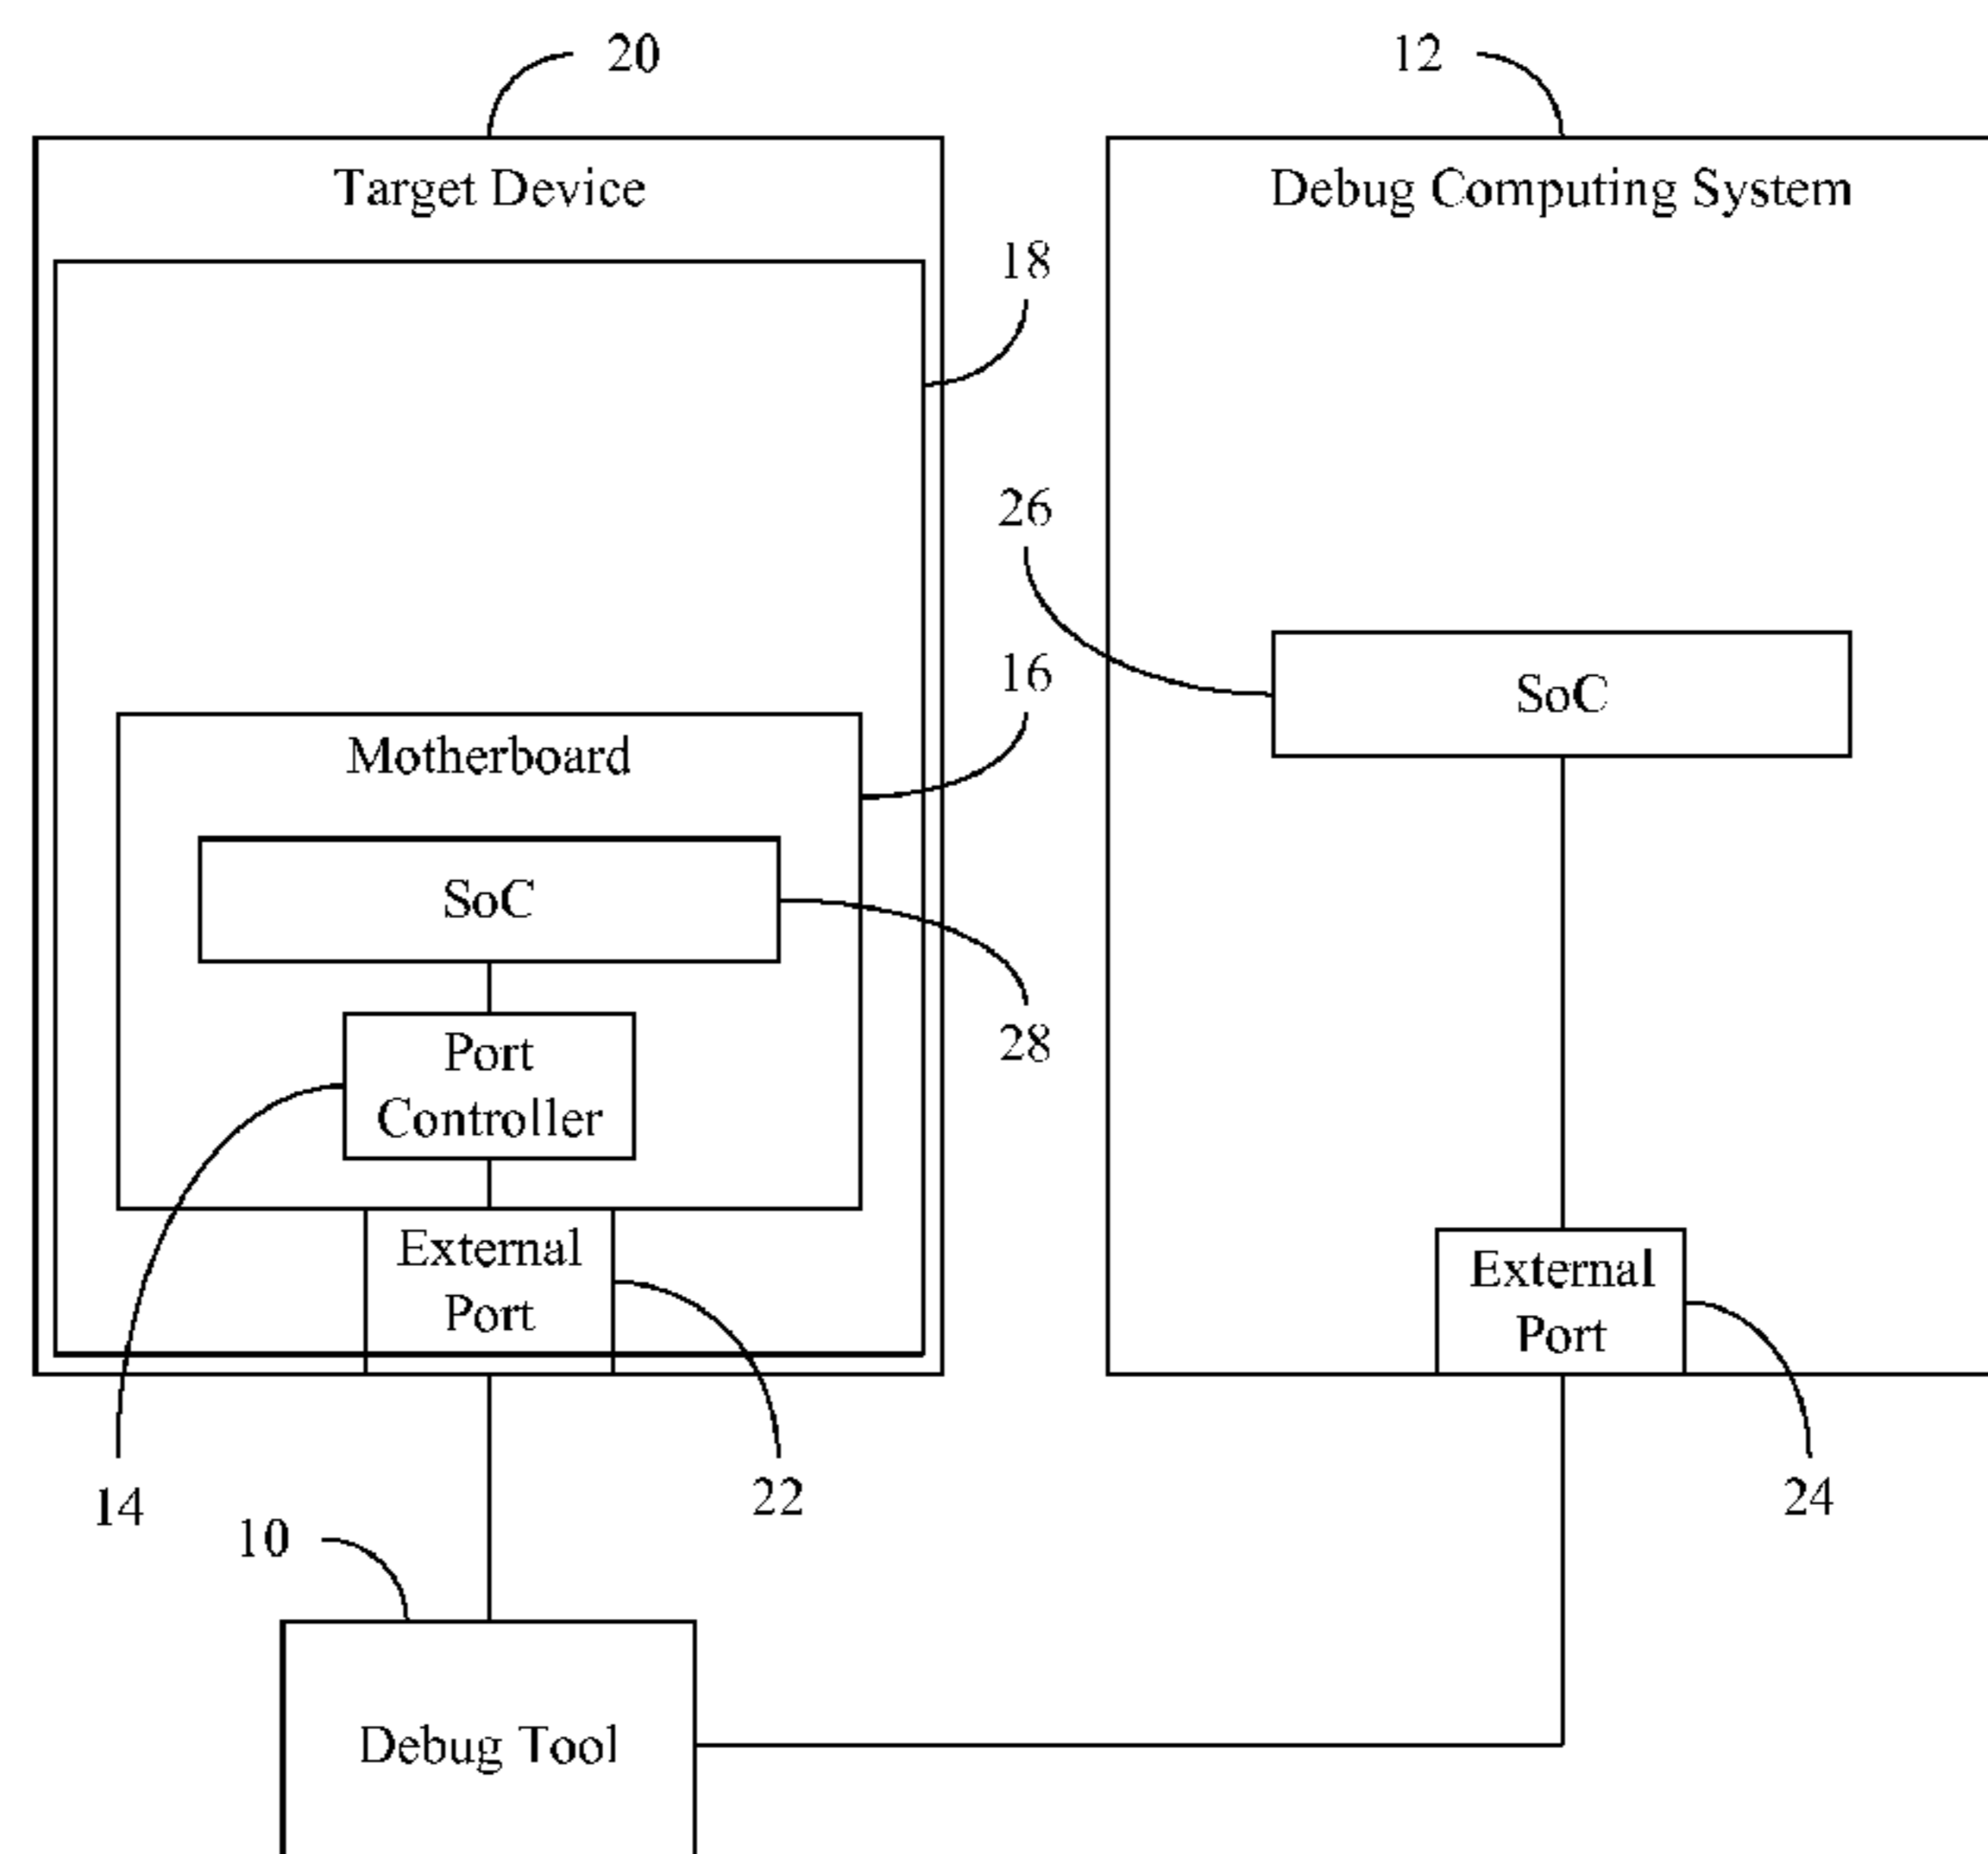 20
12
Target Device
Debug Computing System
18
26
16
SoC
Motherboard
SoC
28
Port
Controller
External
Port
External
Port
14
22
24
10
Debug Tool